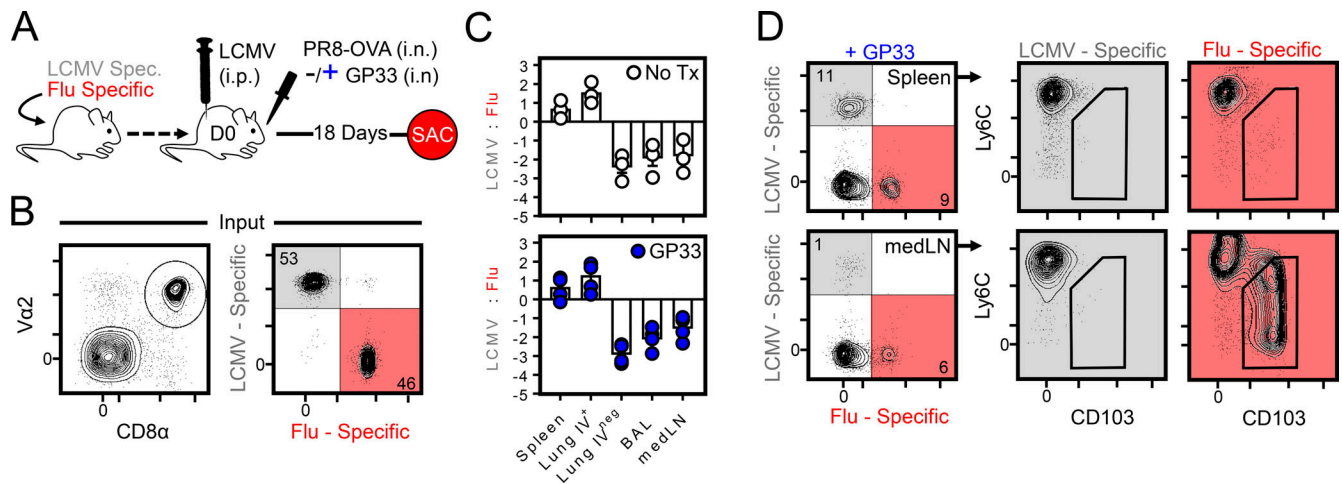 A
LCMV Spec.
Flu Specific
LCMV
(i.p.)
D0
PR8-OVA (i.n.)
-/+ GP33 (i.n)
18 Days
SAC
B
Input
Vα2
0
0
CD8α
LCMV - Specific
53
46
0
0
Flu - Specific
C
LCMV : Flu
3
2
1
0
-1
-2
-3
-4
-5
No Tx
LCMV : Flu
3
2
1
0
-1
-2
-3
-4
-5
GP33
Spleen
Lung IV+
Lung IVneg
BAL
medLN
D
+ GP33
LCMV - Specific
Flu - Specific
LCMV - Specific
11
Spleen
9
0
Ly6C
0
LCMV - Specific
1
medLN
6
0
0
Flu - Specific
Ly6C
0
0
CD103
0
CD103